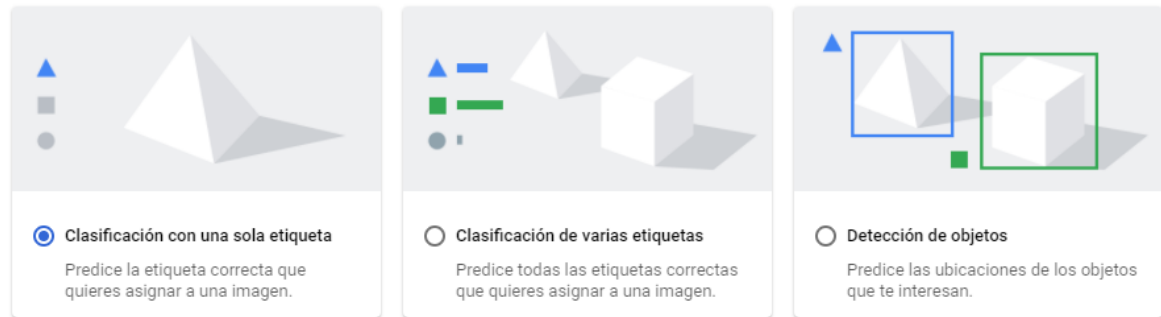 Clasificación con una sola etiqueta
Predice la etiqueta correcta que
quieres asignar a una imagen.
Clasificación de varias etiquetas
Predice todas las etiquetas correctas
que quieres asignar a una imagen.
Detección de objetos
Predice las ubicaciones de los objetos
que te interesan.